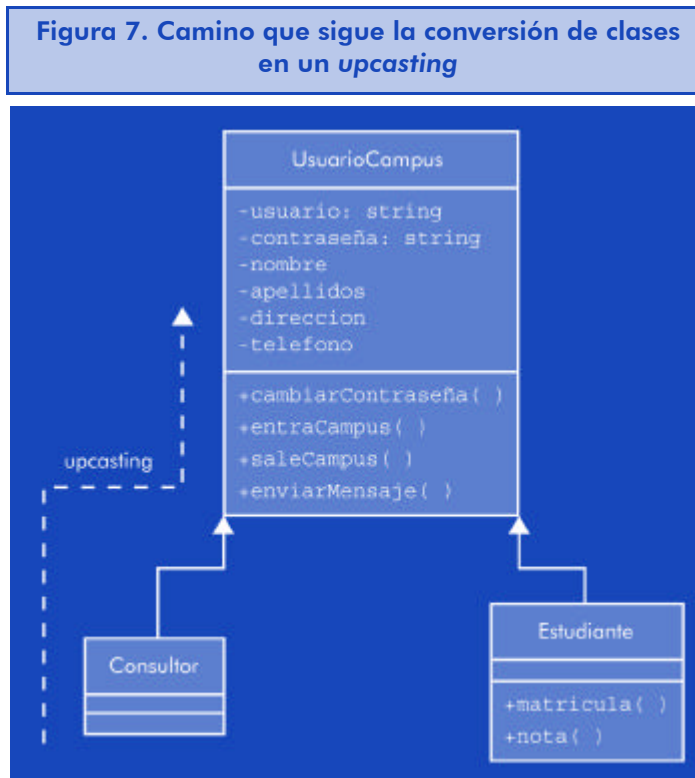 Figura 7. Camino que sigue la conversión de clases
en un upcasting
UsuarioCampus
-usuario: string
-contraseña: string
-nombre
-apellidos
-direccion
-telefono
+cambiarContraseña( )
+entraCampus( )
+saleCampus( )
+enviarMensaje( )
upcasting
Consultor
Estudiante
+matricula( )
+nota( )